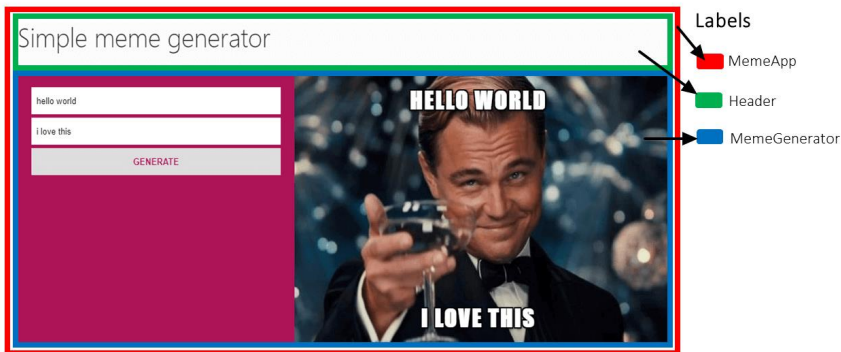 Simple meme generator
hello world
i love this
GENERATE
HELLO WORLD
I LOVE THIS
Labels
MemeApp
Header
MemeGenerator